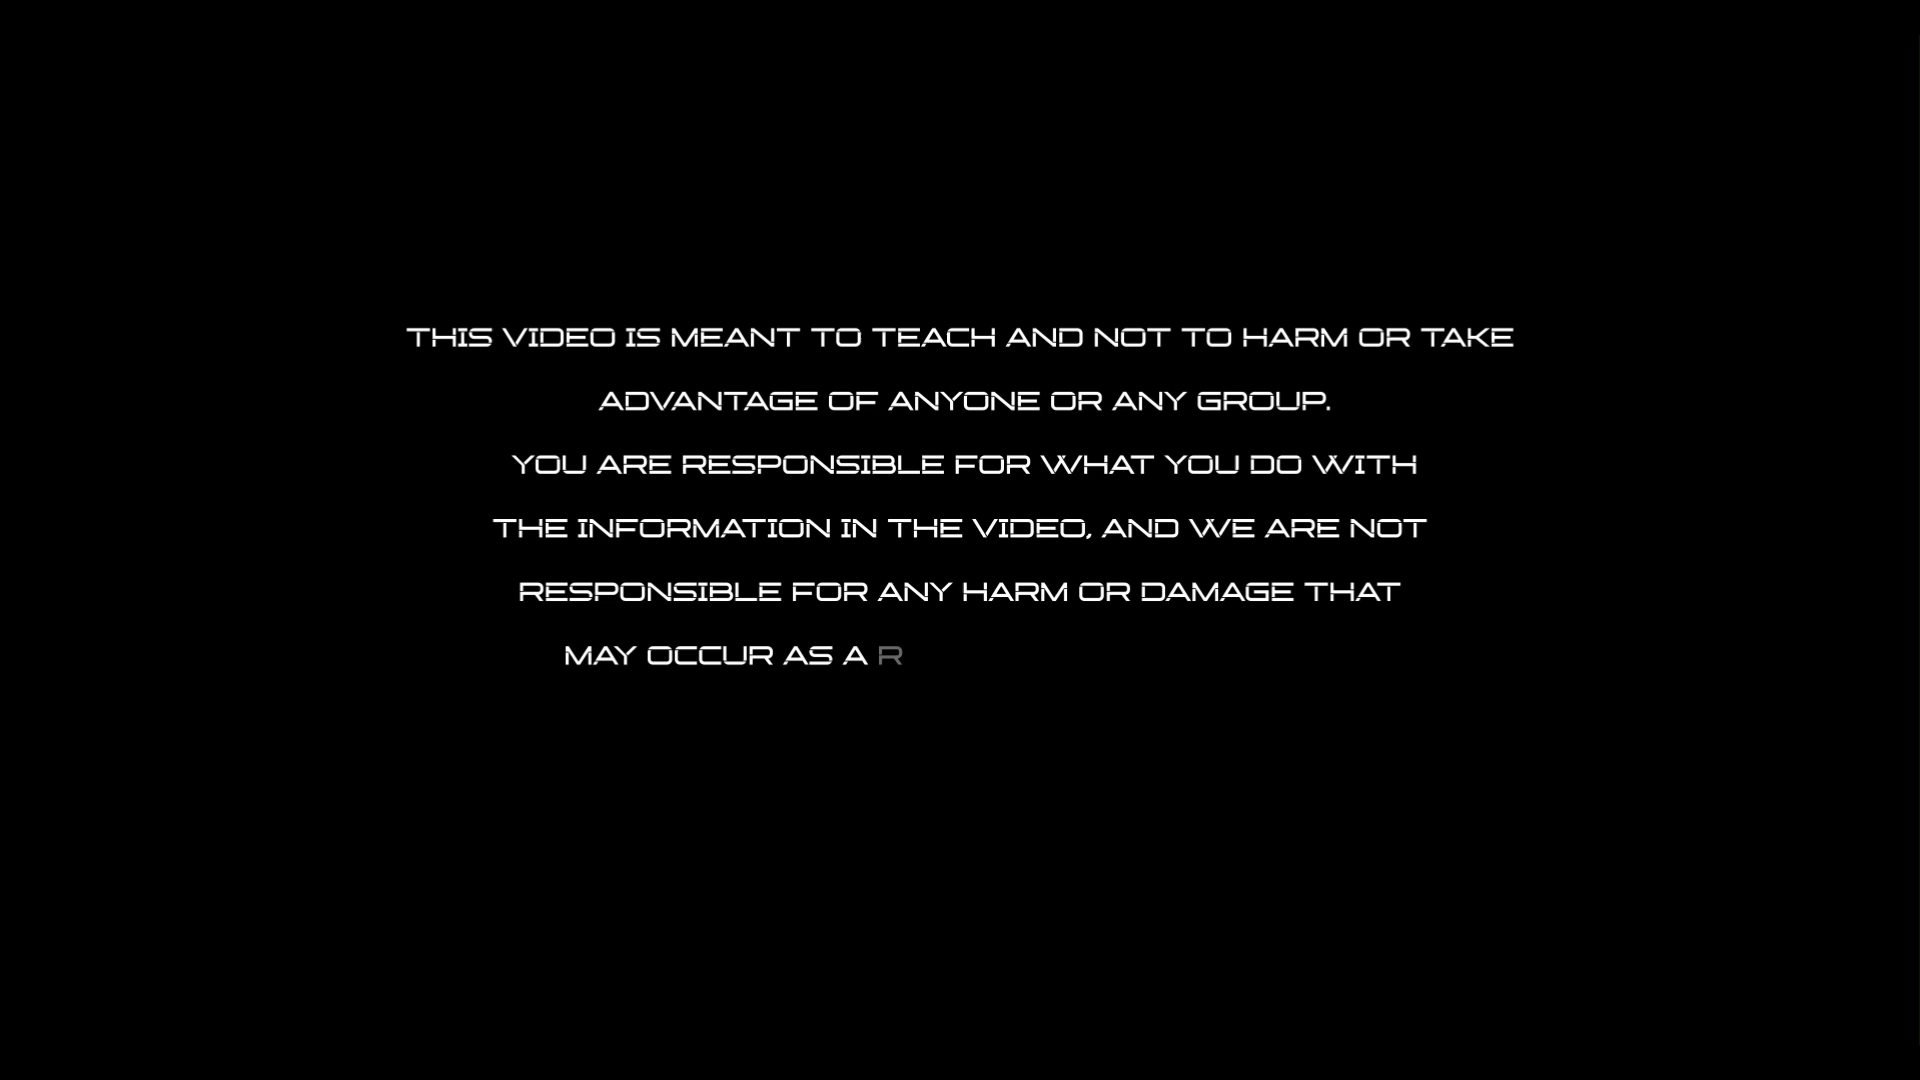 THIS VIDEO IS MEANT TO TEACH AND NOT TO HARM OR TAKE
ADVANTAGE OF ANYONE OR ANY GROUP.
YOU ARE RESPONSIBLE FOR WHAT YOU DO WITH
THE INFORMATION IN THE VIDEO, AND WE ARE NOT
RESPONSIBLE FOR ANY HARM OR DAMAGE THAT
MAY OCCUR AS A R